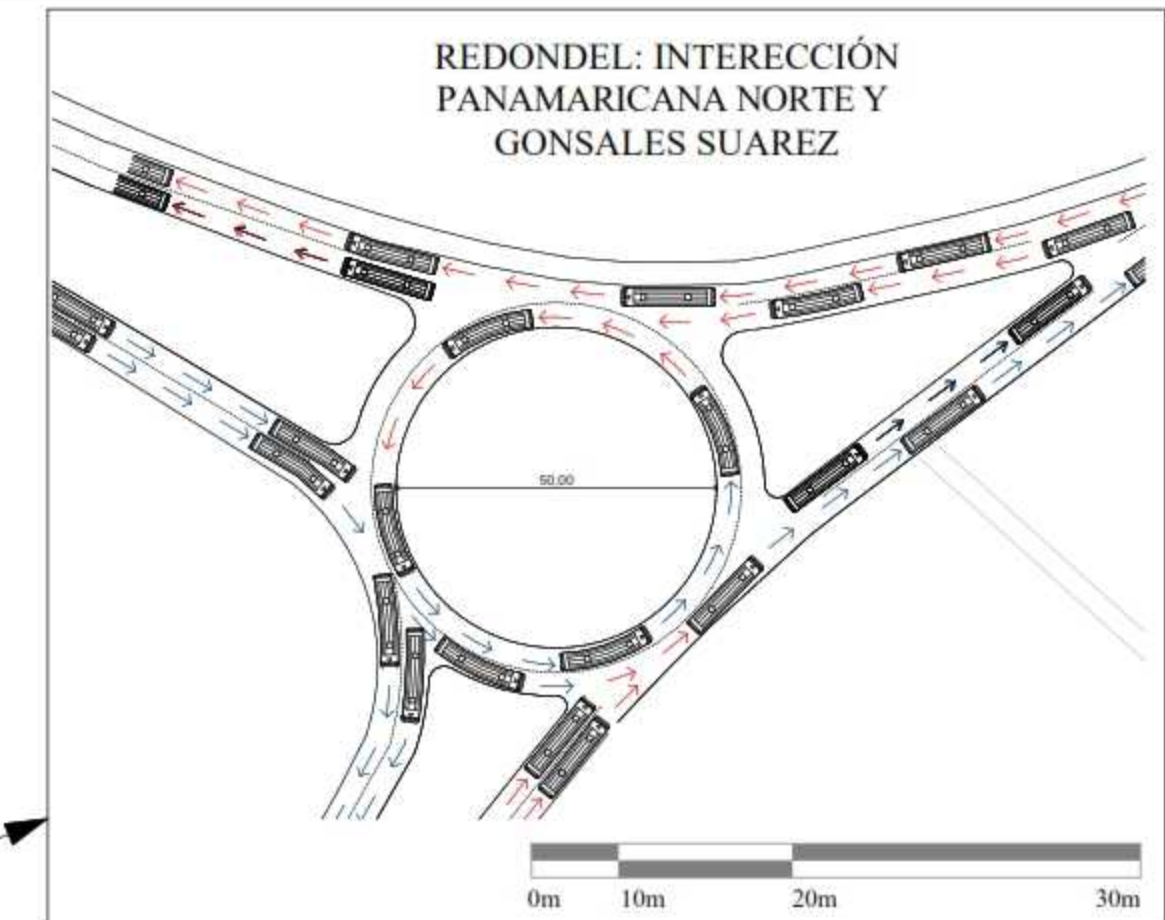 REDONDEL: INTERECCIÓN
PANAMARICANA NORTE Y
GONSALES SUAREZ
50.00
0m 10m 20m 30m